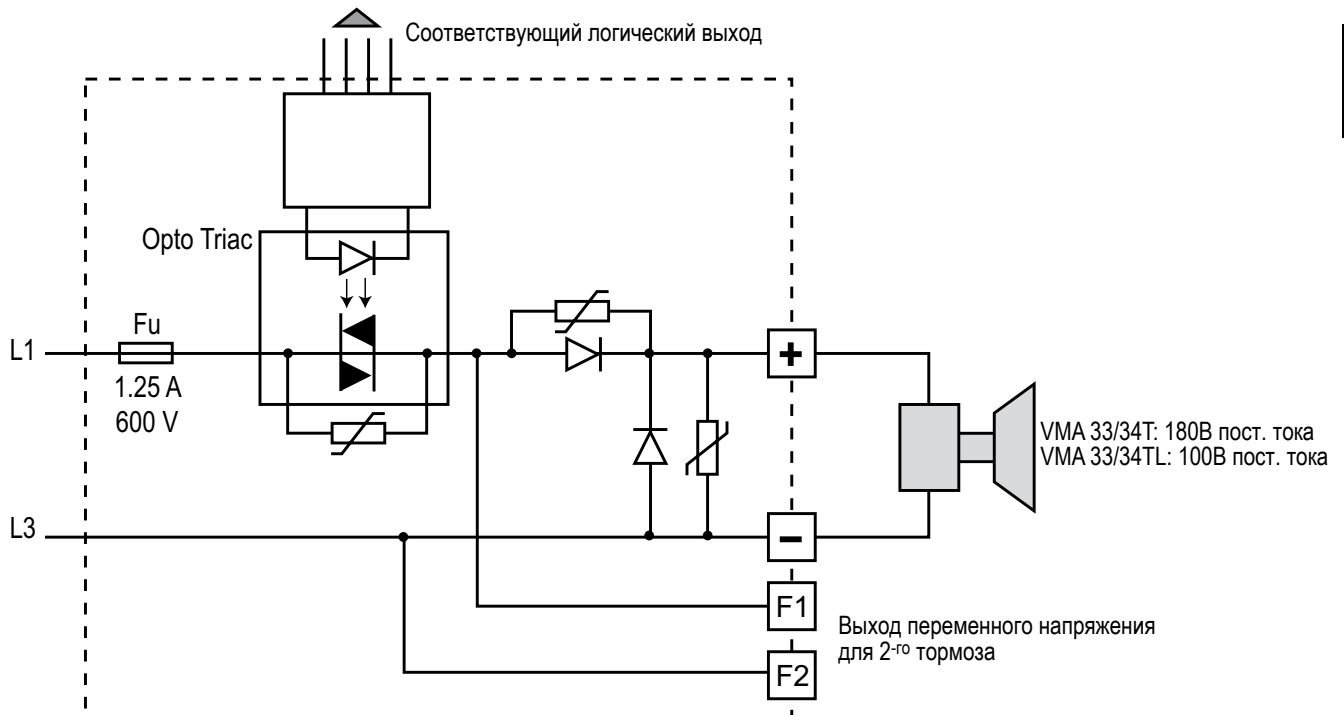 Соответствующий логический выход
Opto Triac
Fu
L1
1.25 A
600 V
+
VMA 33/34T: 180В пост. тока
VMA 33/34TL: 100В пост. тока
L3
–
F1
Выход переменного напряжения
для 2-го тормоза
F2